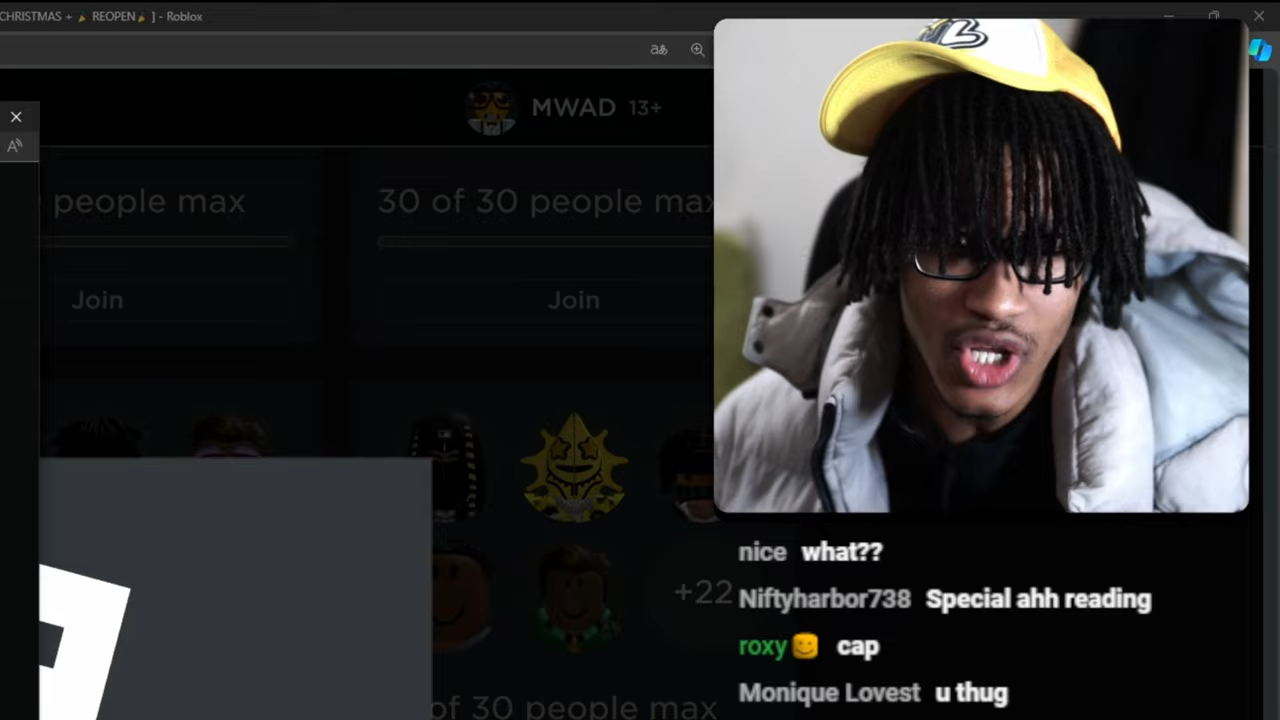 CHRISTMAS + 🎉 REOPEN🎉 ] - Roblox
MWAD 13+
people max
30 of 30 people max
Join
Join
+22
of 30 people max
nice what??
Niftyharbor738 Special ahh reading
roxy🙂 cap
Monique Lovest u thug